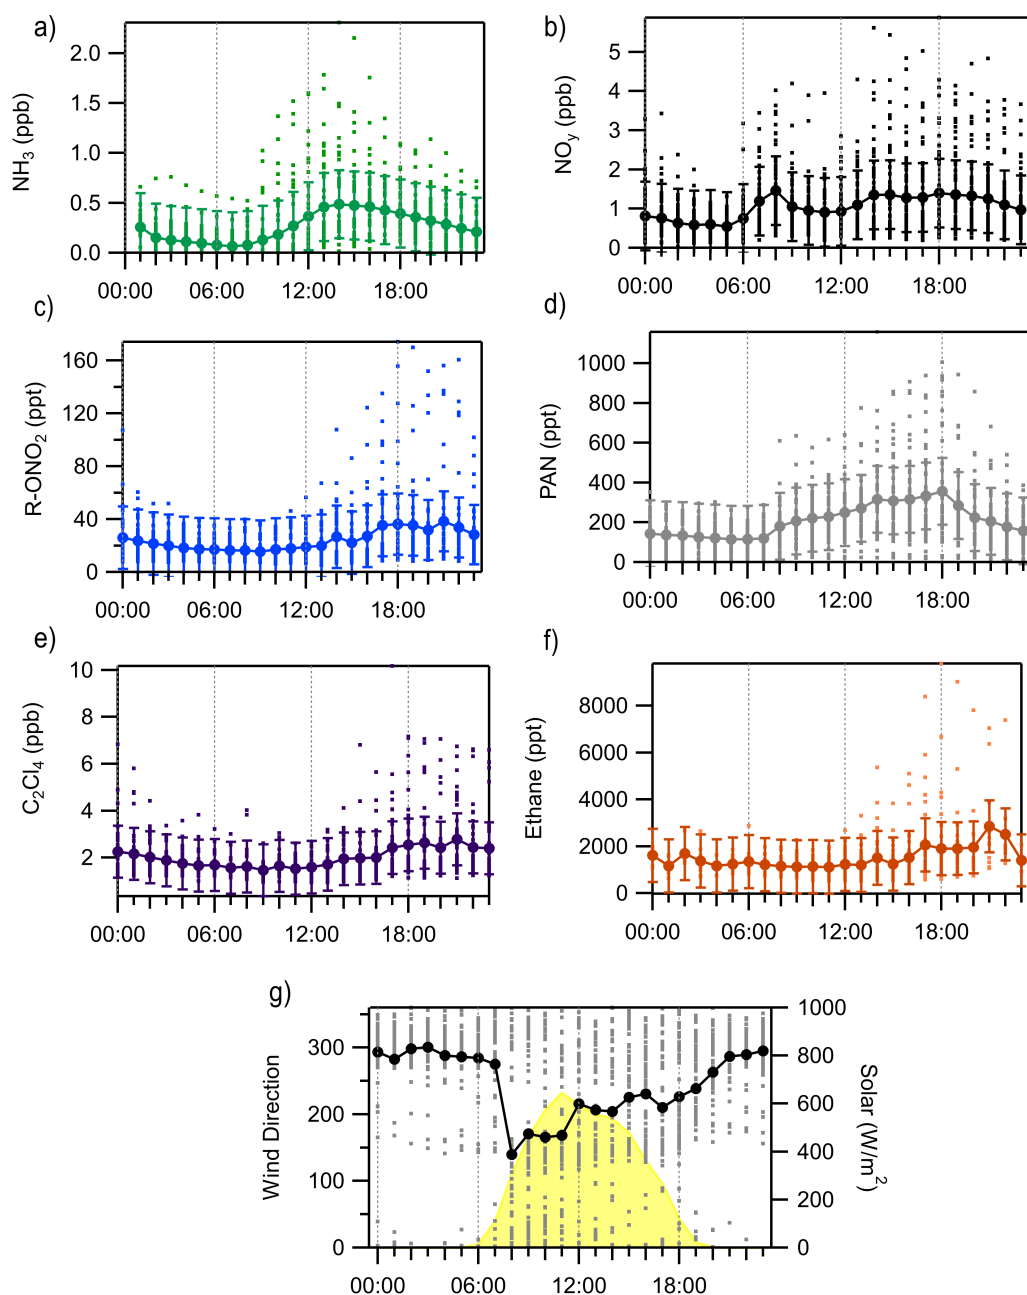 a)
NH3 (ppb)
2.0
1.5
1.0
0.5
0.0
00:00 06:00 12:00 18:00
b)
NOy (ppb)
5
4
3
2
1
0
00:00 06:00 12:00 18:00
c)
R-ONO2 (ppt)
160
120
80
40
0
00:00 06:00 12:00 18:00
d)
PAN (ppt)
1000
800
600
400
200
0
00:00 06:00 12:00 18:00
e)
C2Cl4 (ppb)
10
8
6
4
2
00:00 06:00 12:00 18:00
f)
Ethane (ppt)
8000
6000
4000
2000
0
00:00 06:00 12:00 18:00
g)
Wind Direction
300
200
100
0
1000
800
600
400
200
0
Solar (W/m2)
00:00 06:00 12:00 18:00